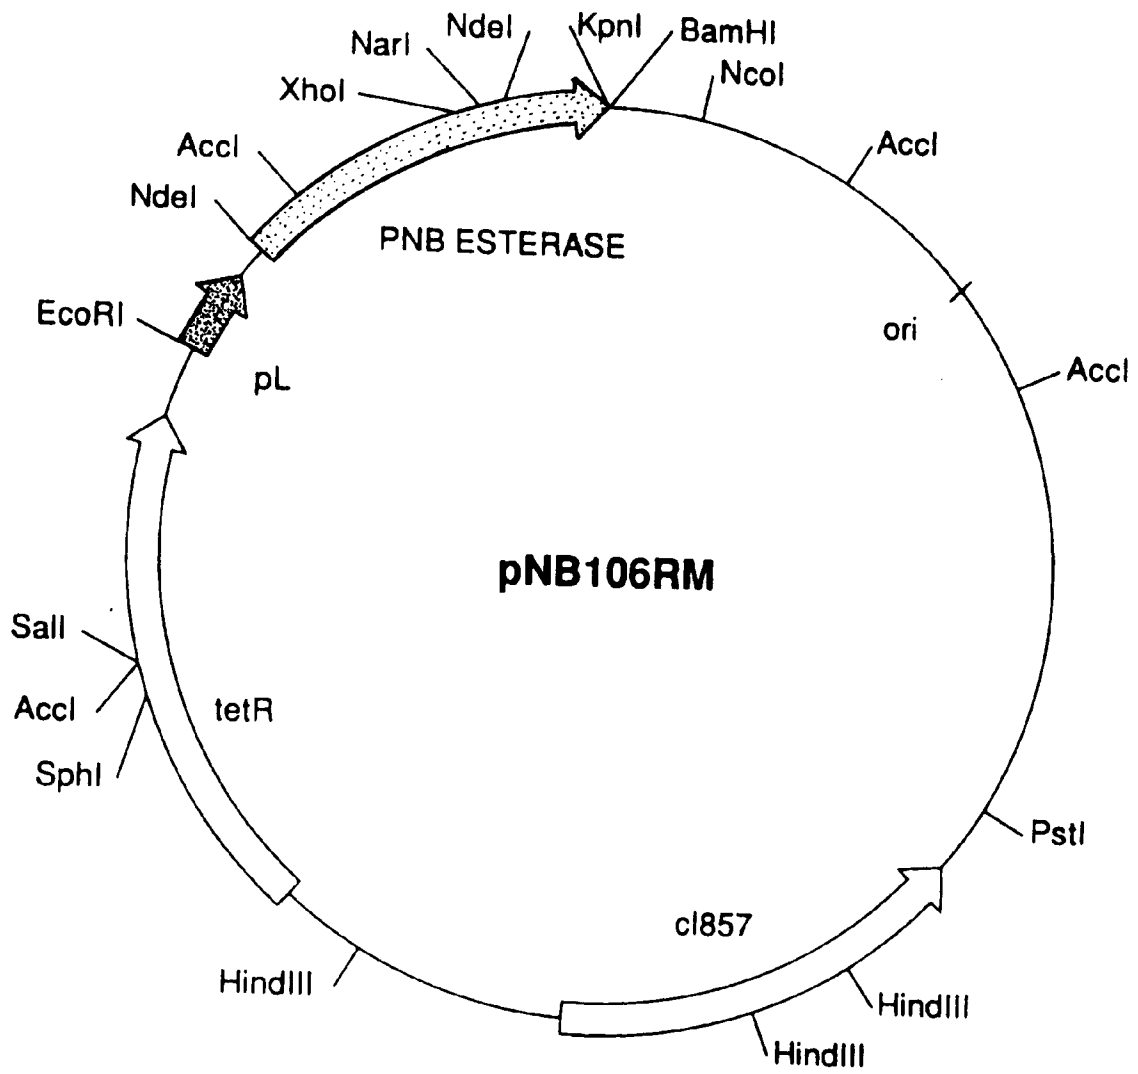 NdeI
KpnI
BamHI
NarI
NcoI
XhoI
AccI
AccI
NdeI
PNB ESTERASE
EcoRI
ori
AccI
pL
pNB106RM
SalI
AccI
tetR
SphI
PstI
cI857
HindIII
HindIII
HindIII